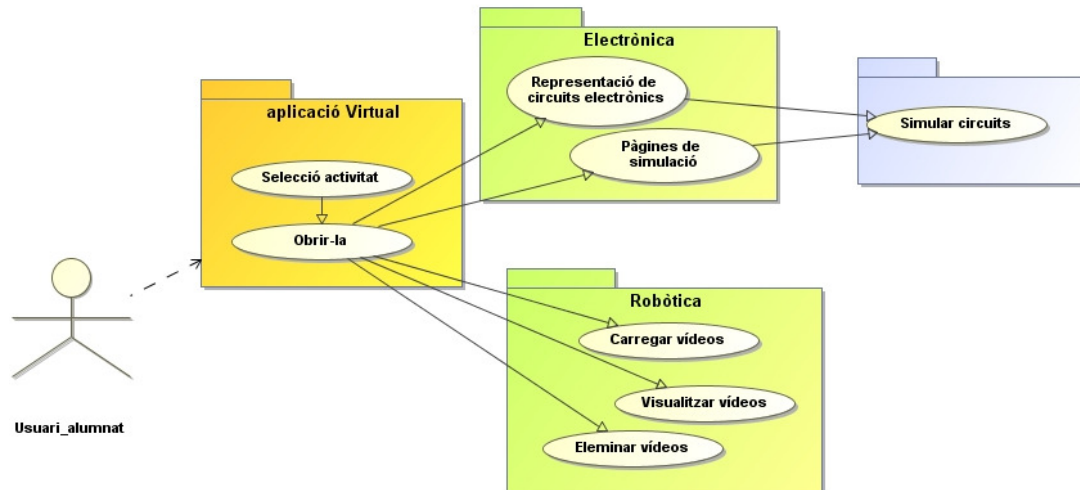 Electrònica
Representació de
circuits electrònics
Pàgines de
simulació
Simular circuits
aplicació Virtual
Selecció activitat
Obrir-la
Robòtica
Carregar vídeos
Visualitzar vídeos
Eleminar vídeos
Usuari_alumnat